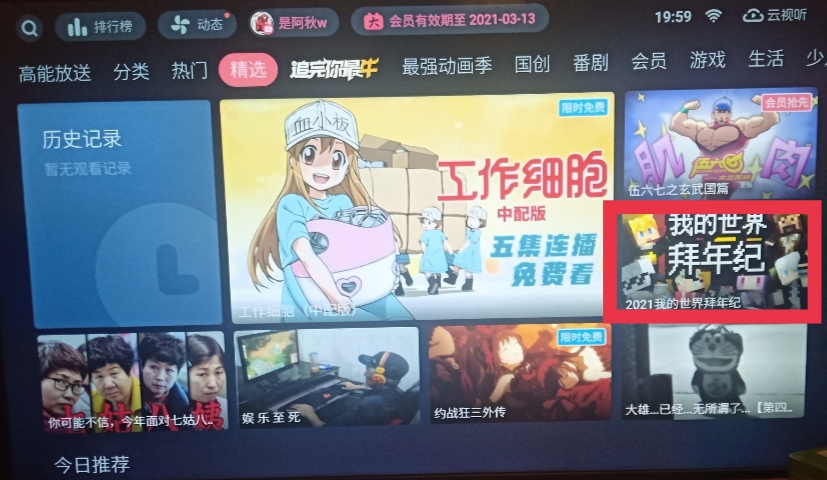 排行榜
动态
是阿秋w
会员有效期至 2021-03-13
19:59
云视听
高能放送
分类
热门
精选
追完你最牛
最强动画季
国创
番剧
会员
游戏
生活
历史记录
暂无观看记录
限时免费
血小板
工作细胞
中配版
五集连播
免费看
工作细胞（中配版）
会员抢先
肌肉
伍六七
伍六七之玄武国篇
我的世界
拜年纪
2021我的世界拜年纪
七姑八姨
你可能不信，今年面对七姑八..
娱乐至死
限时免费
约战狂三外传
大雄...已经...无所谓了...【第四..
今日推荐